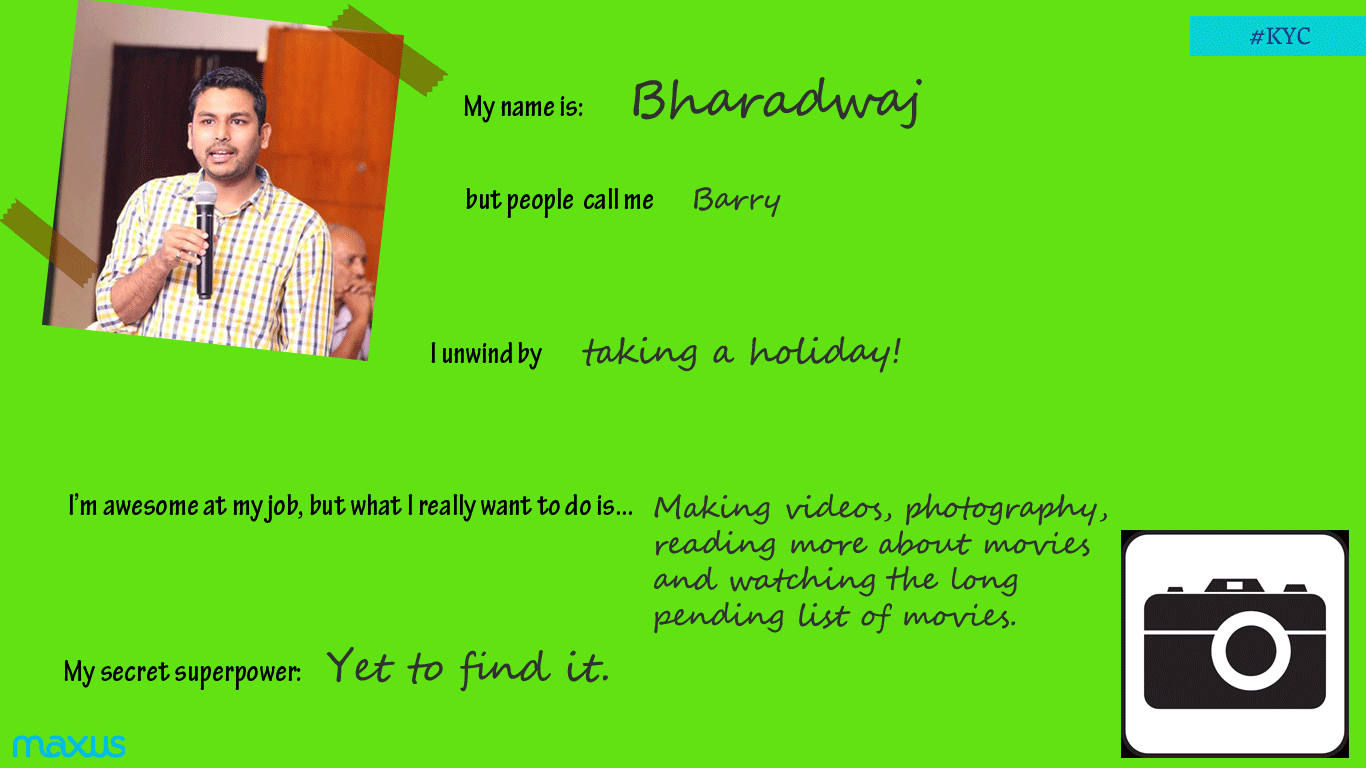 #KYC
My name is: Bharadwaj
but people call me Barry
I unwind by taking a holiday!
I'm awesome at my job, but what I really want to do is... Making videos, photography,
reading more about movies
and watching the long
pending list of movies.
My secret superpower: Yet to find it.
maxus